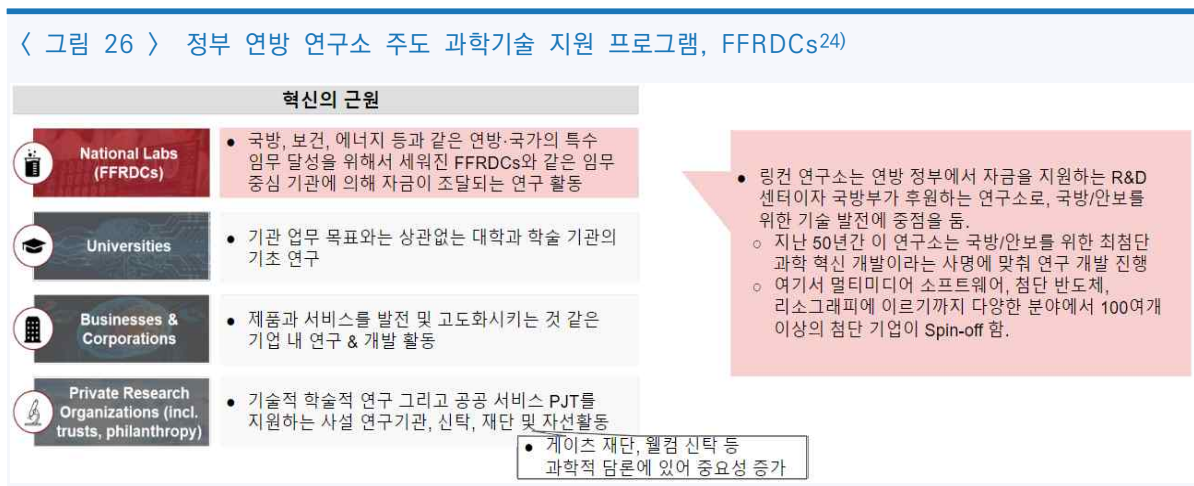 〈 그림 26 〉 정부 연방 연구소 주도 과학기술 지원 프로그램, FFRDCs24)
혁신의 근원
National Labs
(FFRDCs)
● 국방, 보건, 에너지 등과 같은 연방·국가의 특수
임무 달성을 위해서 세워진 FFRDCs와 같은 임무
중심 기관에 의해 자금이 조달되는 연구 활동
Universities
● 기관 업무 목표와는 상관없는 대학과 학술 기관의
기초 연구
Businesses &
Corporations
● 제품과 서비스를 발전 및 고도화시키는 것 같은
기업 내 연구 & 개발 활동
Private Research
Organizations (incl.
trusts, philanthropy)
● 기술적 학술적 연구 그리고 공공 서비스 PJT를
지원하는 사설 연구기관, 신탁, 재단 및 자선활동
● 게이츠 재단, 웰컴 신탁 등
과학적 담론에 있어 중요성 증가
● 링컨 연구소는 연방 정부에서 자금을 지원하는 R&D
센터이자 국방부가 후원하는 연구소로, 국방/안보를
위한 기술 발전에 중점을 둠.
○ 지난 50년간 이 연구소는 국방/안보를 위한 최첨단
과학 혁신 개발이라는 사명에 맞춰 연구 개발 진행
○ 여기서 멀티미디어 소프트웨어, 첨단 반도체,
리소그래피에 이르기까지 다양한 분야에서 100여개
이상의 첨단 기업이 Spin-off 함.